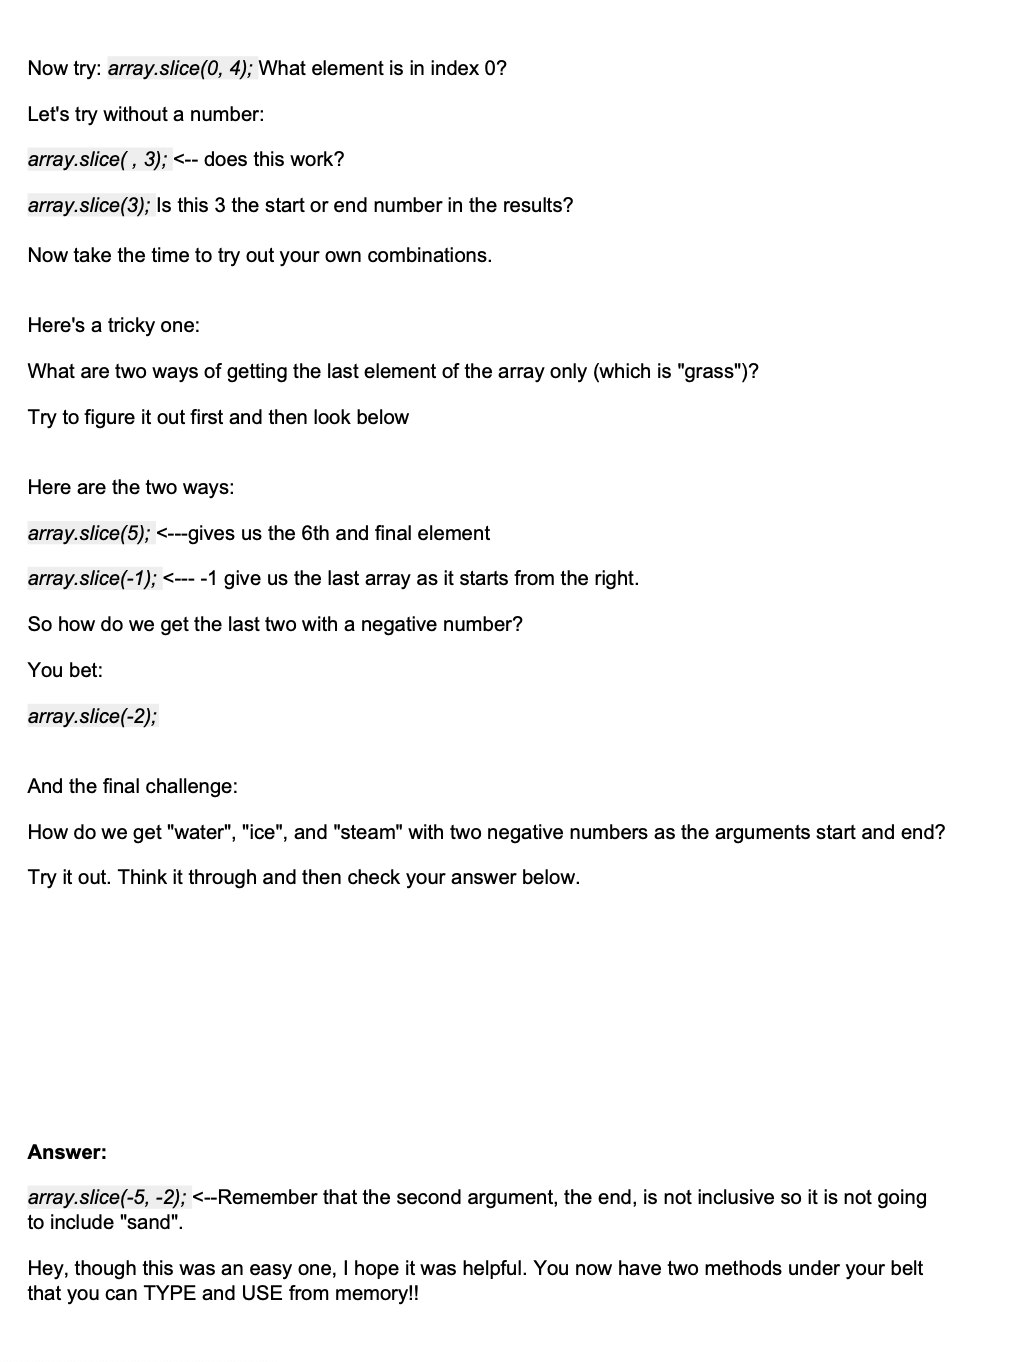 Now try: array.slice(0, 4); What element is in index 0?
Let's try without a number:
array.slice( , 3); <-- does this work?
array.slice(3); Is this 3 the start or end number in the results?
Now take the time to try out your own combinations.
Here's a tricky one:
What are two ways of getting the last element of the array only (which is "grass")?
Try to figure it out first and then look below
Here are the two ways:
array.slice(5); <---gives us the 6th and final element
array.slice(-1); <--- -1 give us the last array as it starts from the right.
So how do we get the last two with a negative number?
You bet:
array.slice(-2);
And the final challenge:
How do we get "water", "ice", and "steam" with two negative numbers as the arguments start and end?
Try it out. Think it through and then check your answer below.
Answer:
array.slice(-5, -2); <--Remember that the second argument, the end, is not inclusive so it is not going
to include "sand".
Hey, though this was an easy one, I hope it was helpful. You now have two methods under your belt
that you can TYPE and USE from memory!!